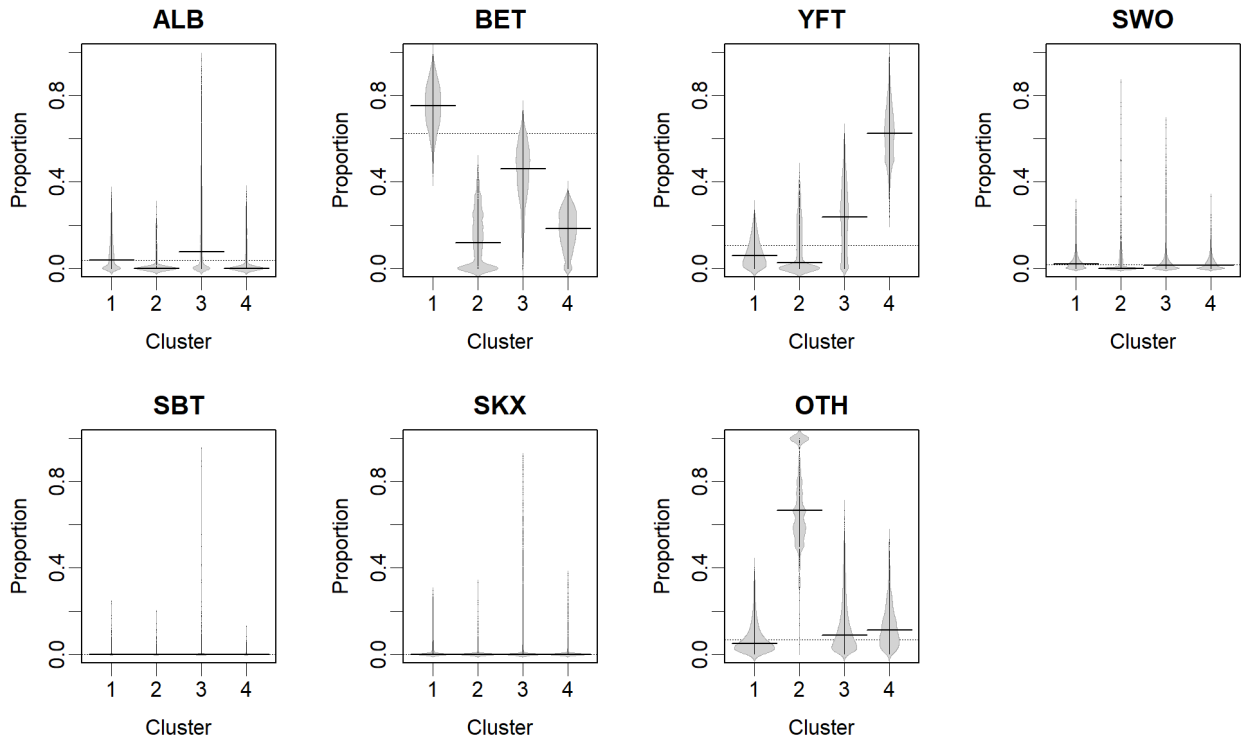 ALB
Proportion
0.0 0.4 0.8
1 2 3 4
Cluster
BET
Proportion
0.0 0.4 0.8
1 2 3 4
Cluster
YFT
Proportion
0.0 0.4 0.8
1 2 3 4
Cluster
SWO
Proportion
0.0 0.4 0.8
1 2 3 4
Cluster
SBT
Proportion
0.0 0.4 0.8
1 2 3 4
Cluster
SKX
Proportion
0.0 0.4 0.8
1 2 3 4
Cluster
OTH
Proportion
0.0 0.4 0.8
1 2 3 4
Cluster